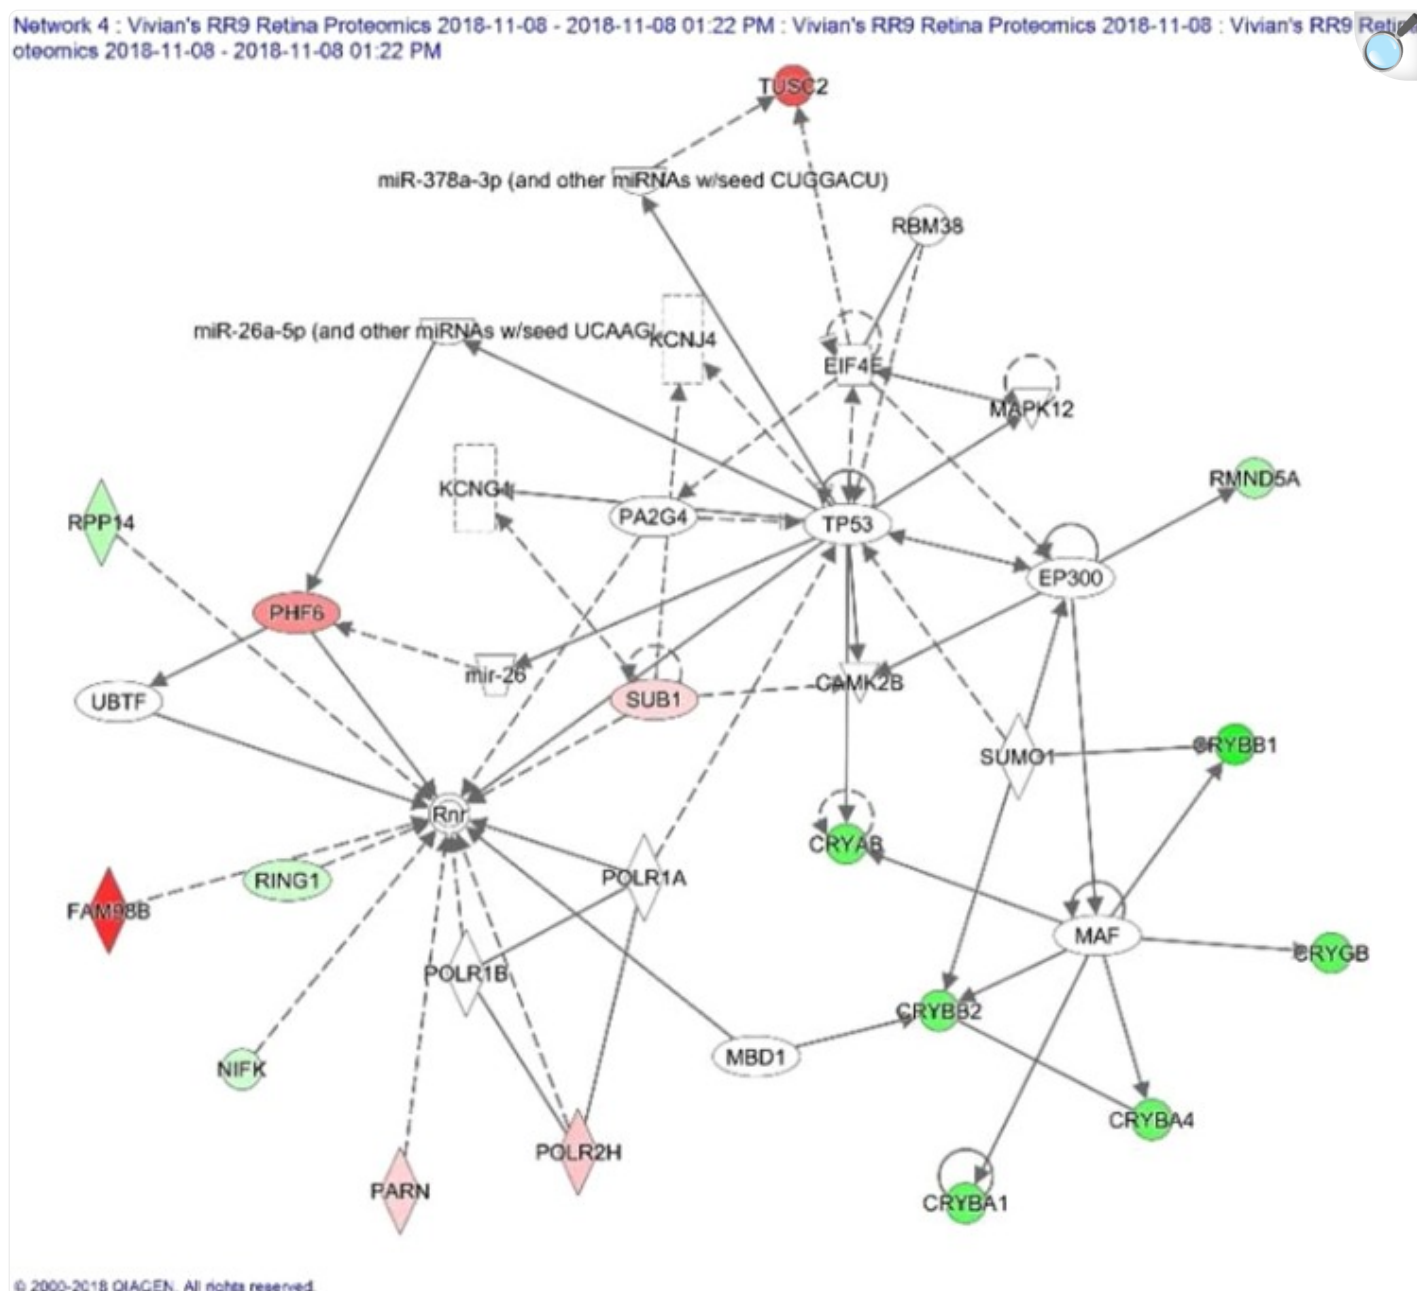 Network 4 : Vivian's RR9 Retina Proteomics 2018-11-08 - 2018-11-08 01:22 PM : Vivian's RR9 Retina Proteomics 2018-11-08 : Vivian's RR9
oteomics 2018-11-08 - 2018-11-08 01:22 PM
TUSC2
miR-378a-3p (and other miRNAs w/seed CUGGACU)
RBM38
miR-26a-5p (and other miRNAs w/seed UCAAG
KCNJ4
EIF4E
MAPK12
RMND5A
KCNG1
PA2G4
RPP14
TP53
EP300
PHF6
mir-26
CAMK2B
UBTF
SUB1
CRYBB1
SUMO1
Rnr
CRYAB
POLR1A
RING1
FAM98B
MAF
CRYGB
POLR1B
CRYBB2
MBD1
NIFK
CRYBA4
POLR2H
PARN
CRYBA1
© 2000-2018 QIAGEN. All rights reserved.